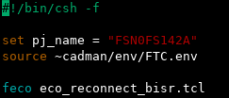 #!/bin/csh -f
set pj_name = "FSN0FS142A"
source ~cadman/env/FTC.env
feco eco_reconnect_bisr.tcl